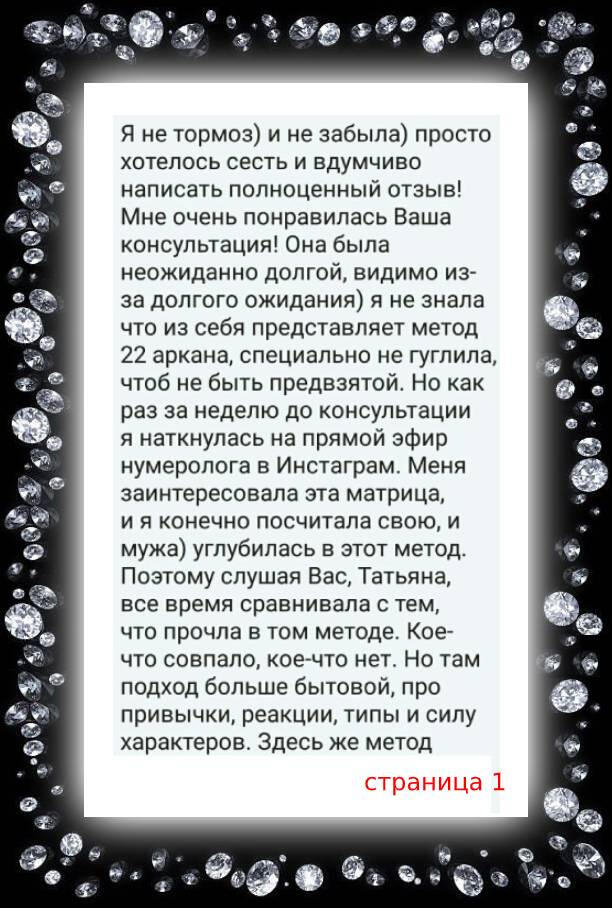 Я не тормоз) и не забыла) просто
хотелось сесть и вдумчиво
написать полноценный отзыв!
Мне очень понравилась Ваша
консультация! Она была
неожиданно долгой, видимо из-
за долгого ожидания) я не знала
что из себя представляет метод
22 аркана, специально не гуглила,
чтоб не быть предвзятой. Но как
раз за неделю до консультации
я наткнулась на прямой эфир
нумеролога в Инстаграм. Меня
заинтересовала эта матрица,
и я конечно посчитала свою, и
мужа) углубилась в этот метод.
Поэтому слушая Вас, Татьяна,
все время сравнивала с тем,
что прочла в том методе. Кое-
что совпало, кое-что нет. Но там
подход больше бытовой, про
привычки, реакции, типы и силу
характеров. Здесь же метод
страница 1